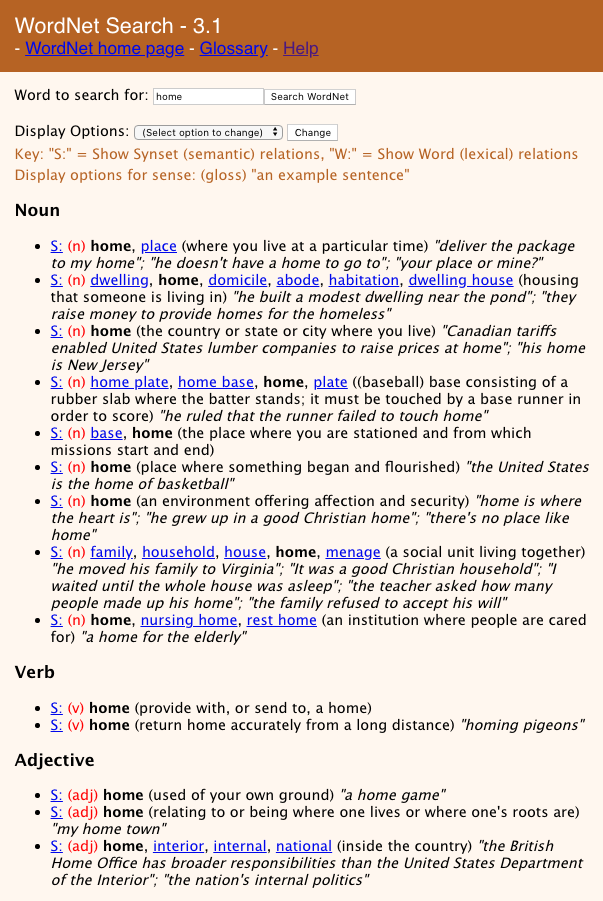 WordNet Search - 3.1
- WordNet home page - Glossary - Help
Word to search for: home Search WordNet
Display Options: (Select option to change) Change
Key: "S:" = Show Synset (semantic) relations, "W:" = Show Word (lexical) relations
Display options for sense: (gloss) "an example sentence"
Noun
• S: (n) home, place (where you live at a particular time) "deliver the package
to my home"; "he doesn't have a home to go to"; "your place or mine?"
• S: (n) dwelling, home, domicile, abode, habitation, dwelling house (housing
that someone is living in) "he built a modest dwelling near the pond"; "they
raise money to provide homes for the homeless"
• S: (n) home (the country or state or city where you live) "Canadian tariffs
enabled United States lumber companies to raise prices at home"; "his home
is New Jersey"
• S: (n) home plate, home base, home, plate ((baseball) base consisting of a
rubber slab where the batter stands; it must be touched by a base runner in
order to score) "he ruled that the runner failed to touch home"
• S: (n) base, home (the place where you are stationed and from which
missions start and end)
• S: (n) home (place where something began and flourished) "the United States
is the home of basketball"
• S: (n) home (an environment offering affection and security) "home is where
the heart is"; "he grew up in a good Christian home"; "there's no place like
home"
• S: (n) family, household, house, home, menage (a social unit living together)
"he moved his family to Virginia"; "It was a good Christian household"; "I
waited until the whole house was asleep"; "the teacher asked how many
people made up his home"; "the family refused to accept his will"
• S: (n) home, nursing home, rest home (an institution where people are cared
for) "a home for the elderly"
Verb
• S: (v) home (provide with, or send to, a home)
• S: (v) home (return home accurately from a long distance) "homing pigeons"
Adjective
• S: (adj) home (used of your own ground) "a home game"
• S: (adj) home (relating to or being where one lives or where one's roots are)
"my home town"
• S: (adj) home, interior, internal, national (inside the country) "the British
Home Office has broader responsibilities than the United States Department
of the Interior"; "the nation's internal politics"